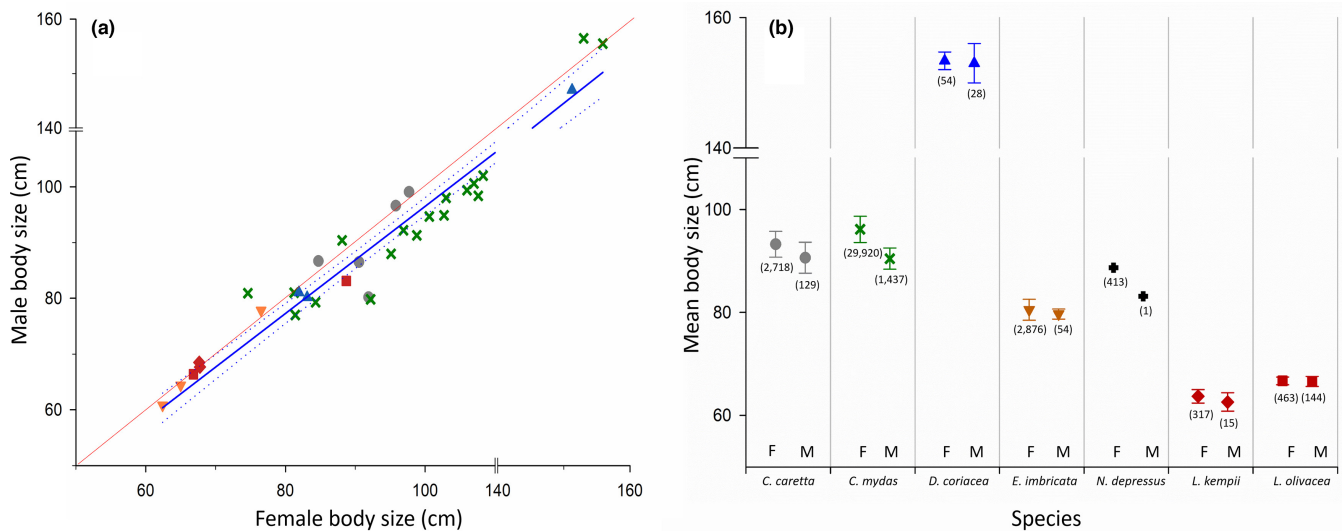 (a)
160
140
100
80
60
Male body size (cm)
60 80 100 140 160
Female body size (cm)
(b)
160
140
100
80
60
Mean body size (cm)
(54) (28)
(2,718) (129) (29,920) (1,437) (2,876) (54) (413) (1)
(317) (15) (463) (144)
F M F M F M F M F M F M F M
C. caretta C. mydas D. coriacea E. imbricata N. depressus L. kempii L. olivacea
Species